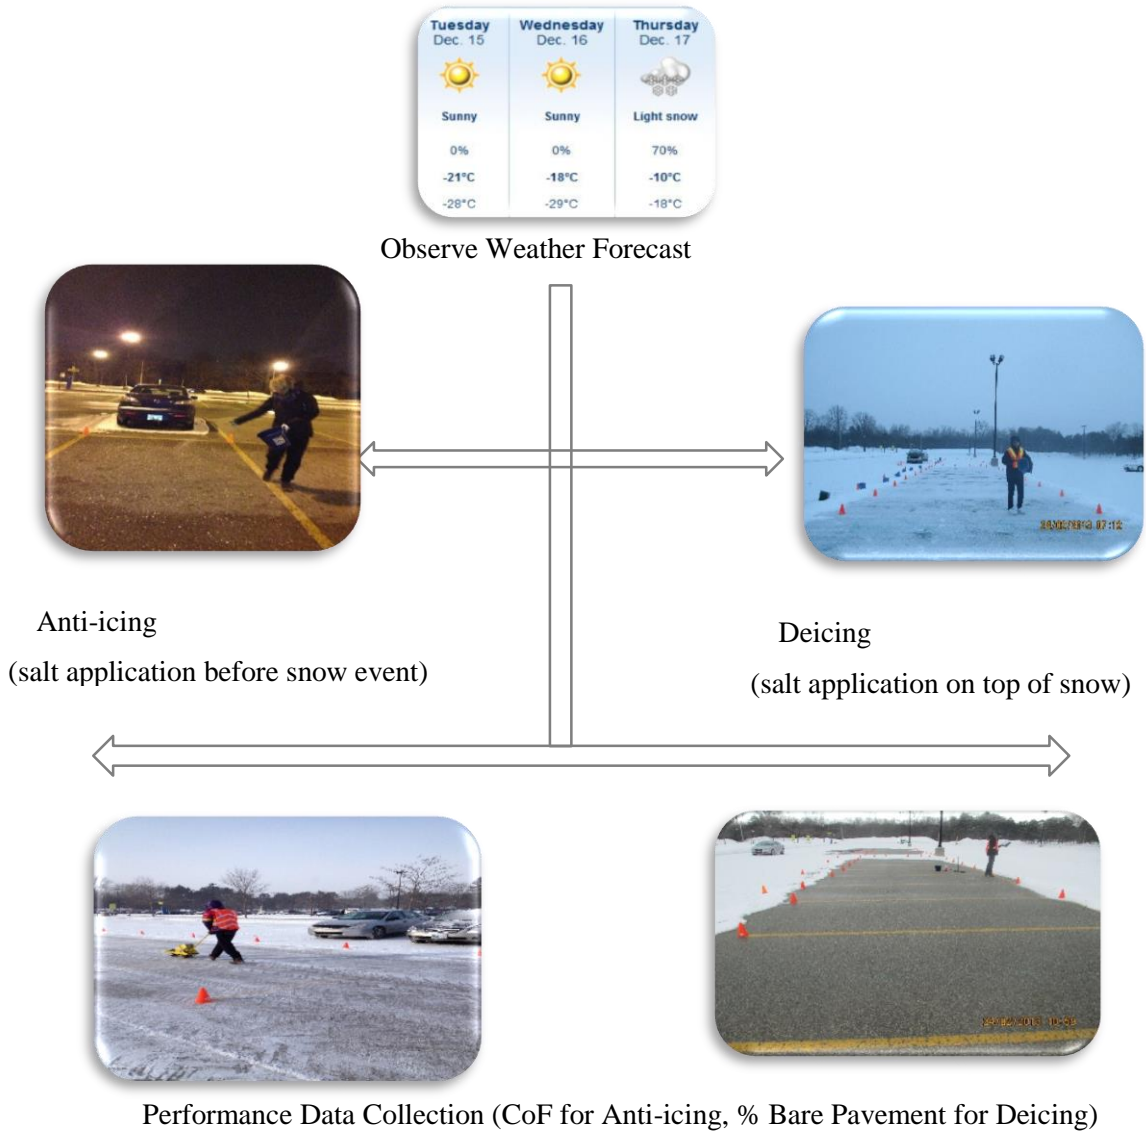 Tuesday Wednesday Thursday
Dec. 15 Dec. 16 Dec. 17
Sunny Sunny Light snow
0% 0% 70%
-21°C -18°C -10°C
-28°C -29°C -18°C
Observe Weather Forecast
Anti-icing
(salt application before snow event)
Deicing
(salt application on top of snow)
Performance Data Collection (CoF for Anti-icing, % Bare Pavement for Deicing)